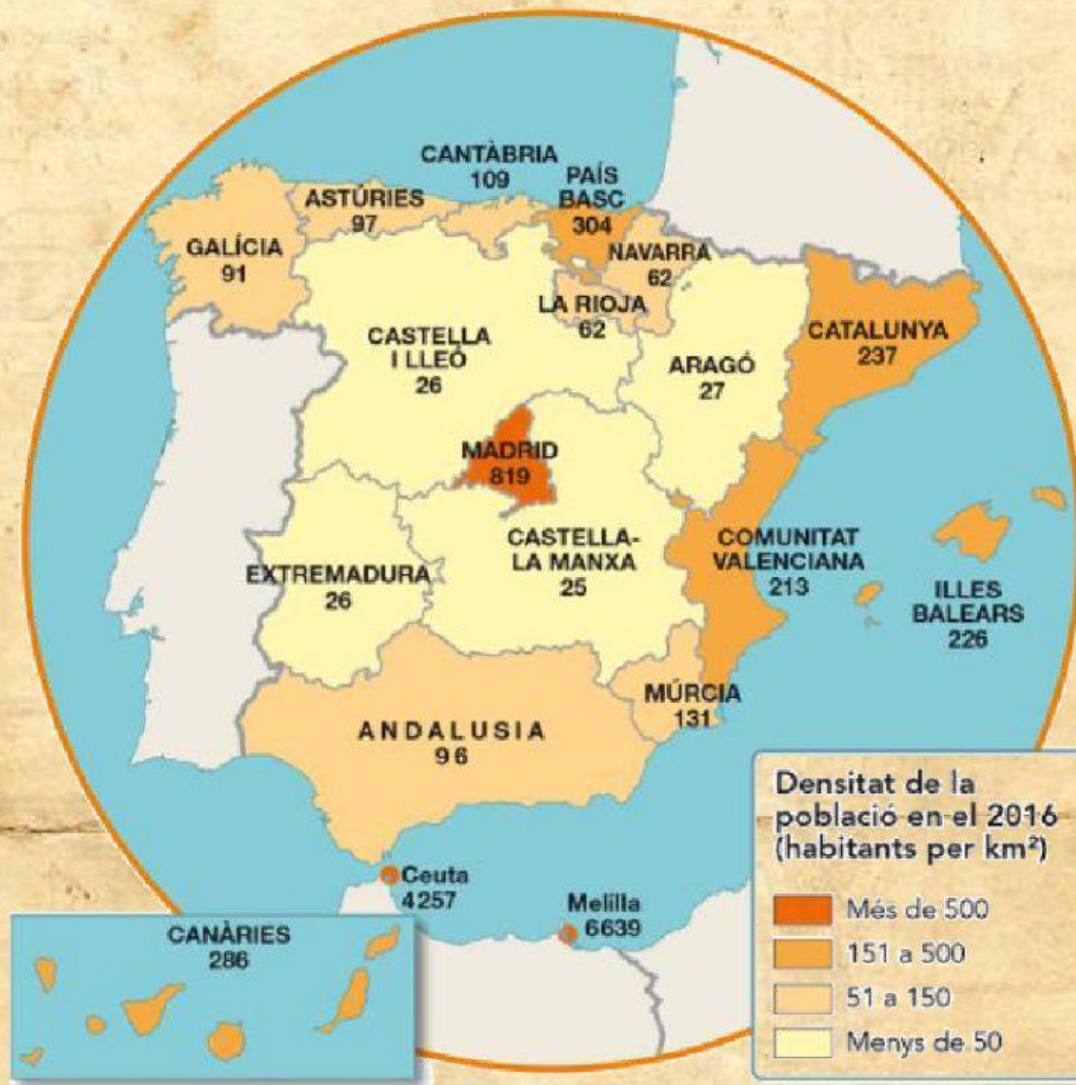 CANTÀBRIA
109
PAÍS
BASC
304
ASTÚRIES
97
GALÍCIA
91
NAVARRA
62
LA RIOJA
62
CASTELLA
I LLEÓ
26
ARAGÓ
27
CATALUNYA
237
MADRID
819
CASTELLA-
LA MANXA
25
COMUNITAT
VALENCIANA
213
EXTREMADURA
26
ILLES
BALEARS
226
MÚRCIA
131
ANDALUSIA
96
Ceuta
4257
Melilla
6639
CANÀRIES
286
Densitat de la
població en el 2016
(habitants per km²)
Més de 500
151 a 500
51 a 150
Menys de 50